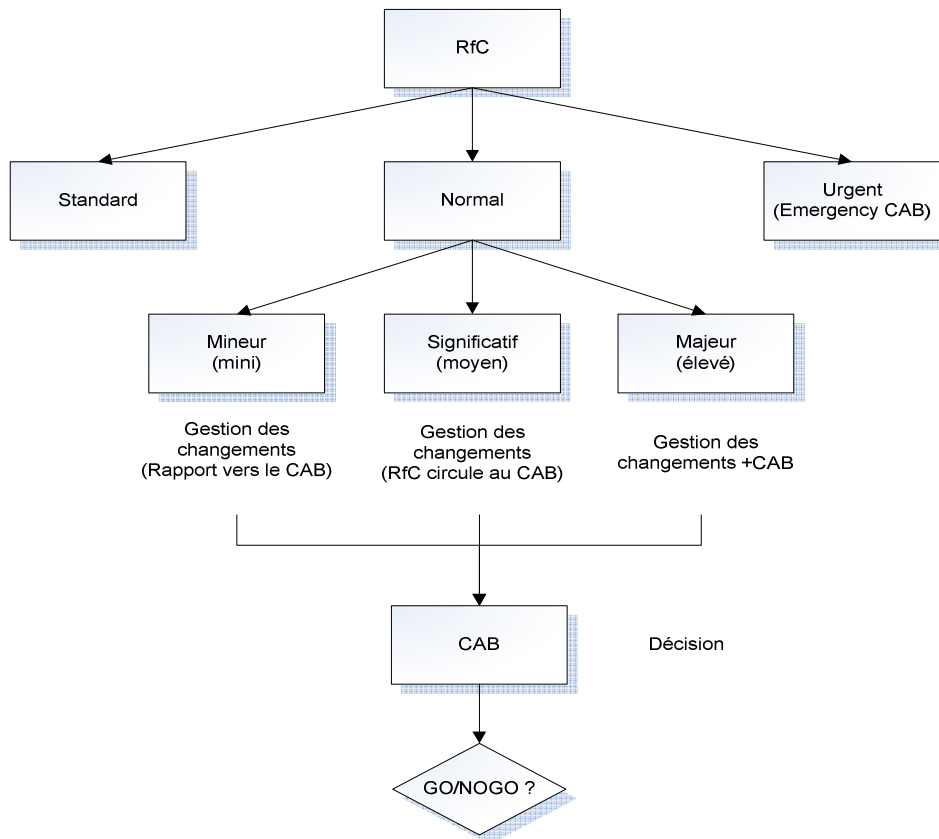 RfC
Standard
Normal
Urgent
(Emergency CAB)
Mineur
(mini)
Significatif
(moyen)
Majeur
(élevé)
Gestion des
changements
(Rapport vers le CAB)
Gestion des
changements
(RfC circule au CAB)
Gestion des
changements +CAB
CAB
Décision
GO/NOGO ?